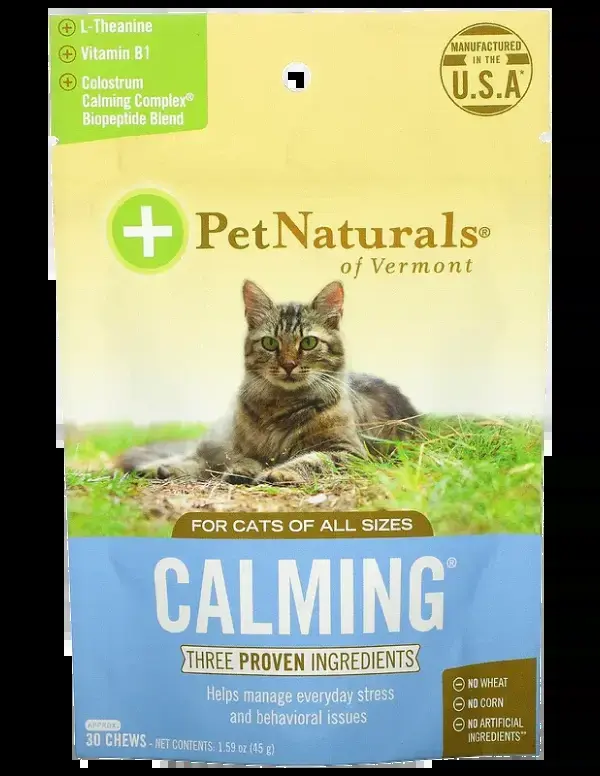 L-Theanine
Vitamin B1
Colostrum
Calming Complex®
Biopeptide Blend
MANUFACTURED
IN THE
U.S.A*
PetNaturals®
of Vermont
FOR CATS OF ALL SIZES
CALMING®
THREE PROVEN INGREDIENTS
Helps manage everyday stress
and behavioral issues
APPROX.
30 CHEWS - NET CONTENTS: 1.59 oz (45 g)
NO WHEAT
NO CORN
NO ARTIFICIAL
INGREDIENTS**